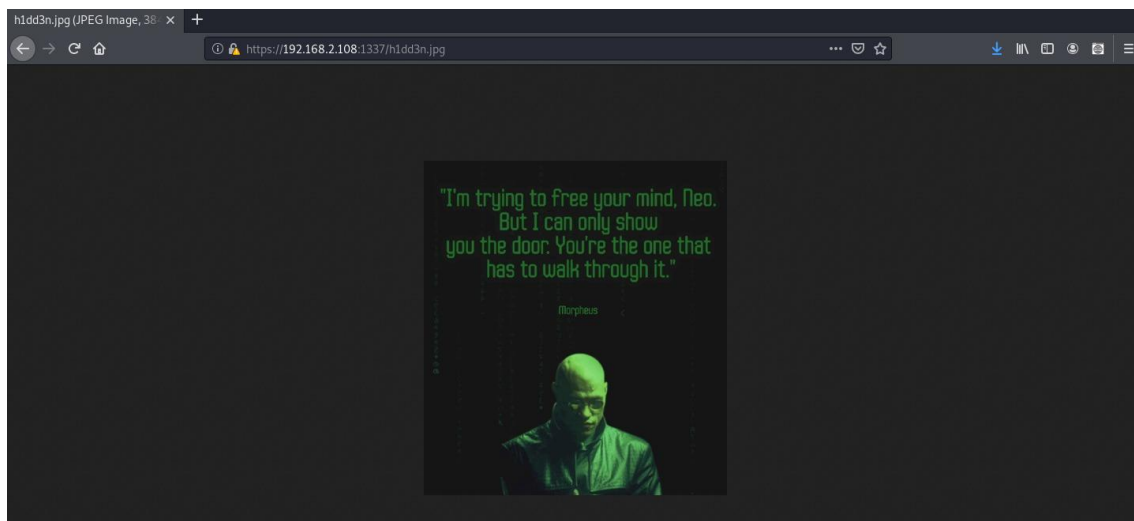 h1dd3n.jpg (JPEG Image, 38
https://192.168.2.108:1337/h1dd3n.jpg
"I'm trying to free your mind, Neo.
But I can only show
you the door. You're the one that
has to walk through it."
Morpheus